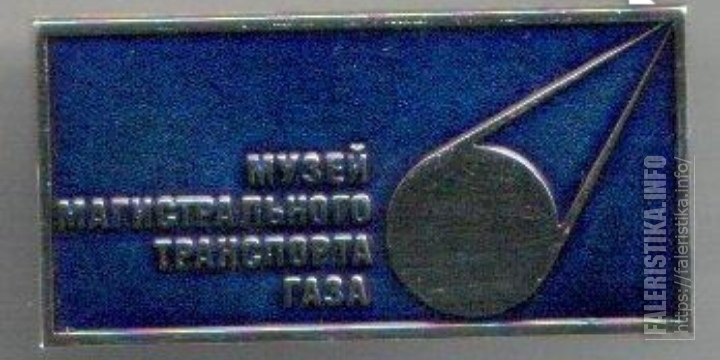 МУЗЕЙ
МАГИСТРАЛЬНОГО
ТРАНСПОРТА
ГАЗА
FALERISTIKA.INFO
https://faleristika.info/